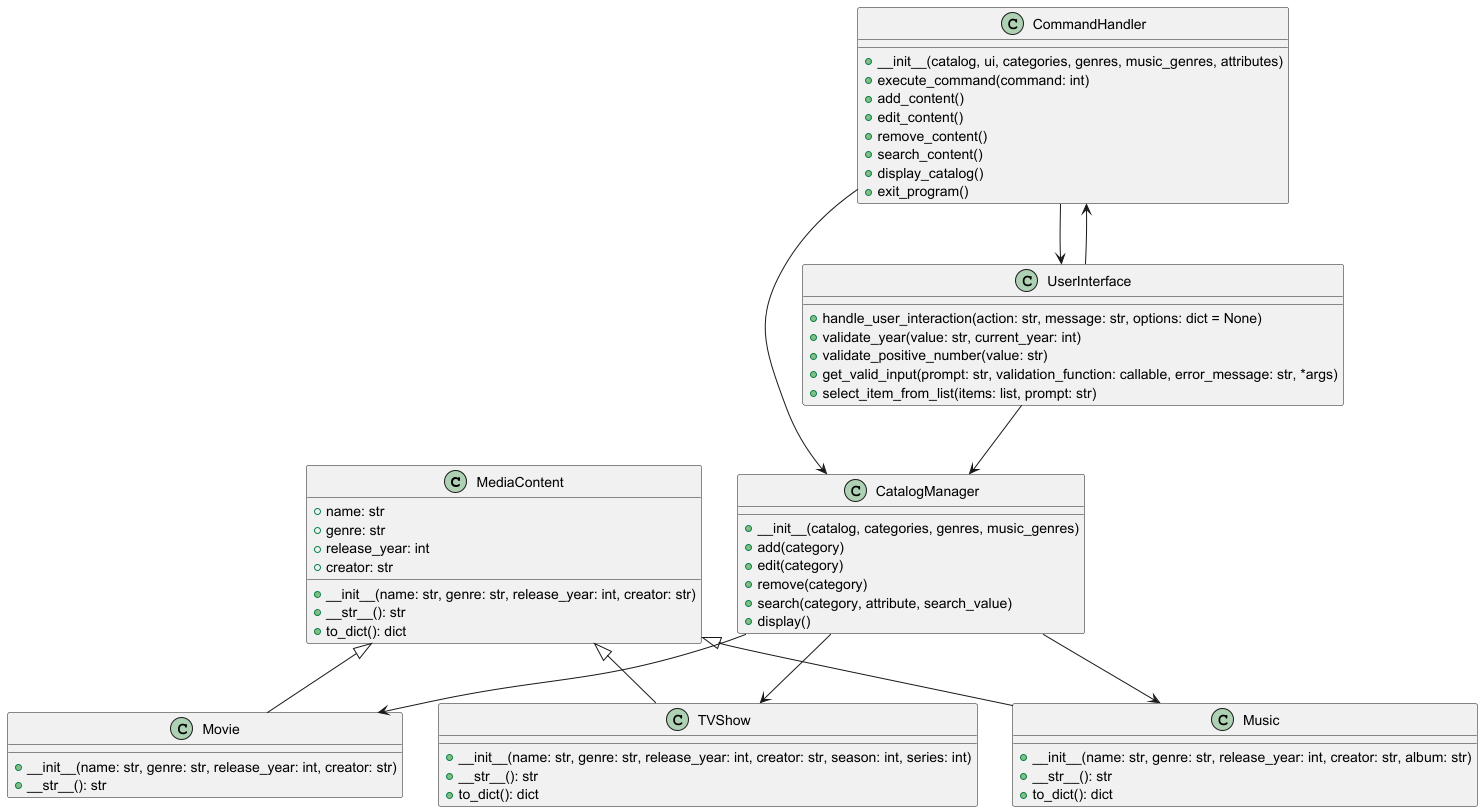 C CommandHandler
__init__(catalog, ui, categories, genres, music_genres, attributes)
execute_command(command: int)
add_content()
edit_content()
remove_content()
search_content()
display_catalog()
exit_program()
C UserInterface
handle_user_interaction(action: str, message: str, options: dict = None)
validate_year(value: str, current_year: int)
validate_positive_number(value: str)
get_valid_input(prompt: str, validation_function: callable, error_message: str, *args)
select_item_from_list(items: list, prompt: str)
C MediaContent
name: str
genre: str
release_year: int
creator: str
__init__(name: str, genre: str, release_year: int, creator: str)
__str__(): str
to_dict(): dict
C CatalogManager
__init__(catalog, categories, genres, music_genres)
add(category)
edit(category)
remove(category)
search(category, attribute, search_value)
display()
C Movie
__init__(name: str, genre: str, release_year: int, creator: str)
__str__(): str
C TVShow
__init__(name: str, genre: str, release_year: int, creator: str, season: int, series: int)
__str__(): str
to_dict(): dict
C Music
__init__(name: str, genre: str, release_year: int, creator: str, album: str)
__str__(): str
to_dict(): dict